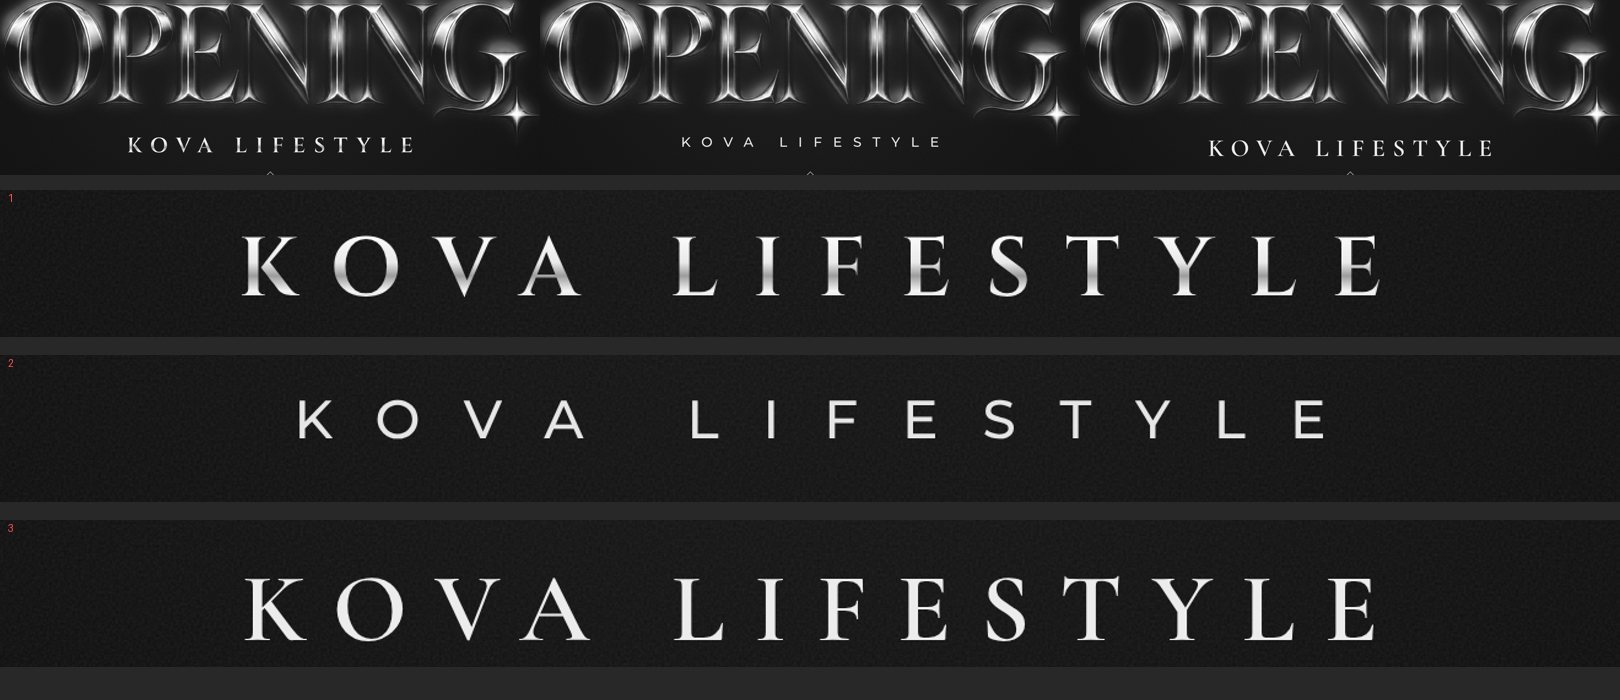 OPENING OPENING OPENING
KOVA LIFESTYLE KOVA LIFESTYLE KOVA LIFESTYLE
1
KOVA LIFESTYLE
2
KOVA LIFESTYLE
3
KOVA LIFESTYLE